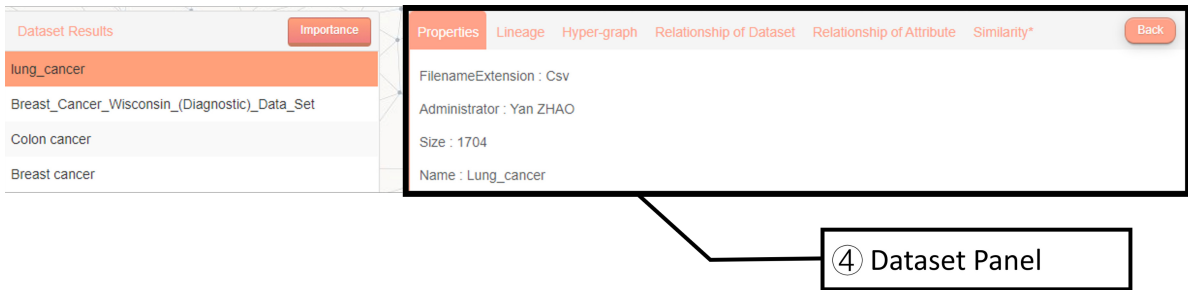 Dataset Results
Importance
lung_cancer
Breast_Cancer_Wisconsin_(Diagnostic)_Data_Set
Colon cancer
Breast cancer
Properties Lineage Hyper-graph Relationship of Dataset Relationship of Attribute Similarity* Back
FilenameExtension : Csv
Administrator : Yan ZHAO
Size : 1704
Name : Lung_cancer
④ Dataset Panel